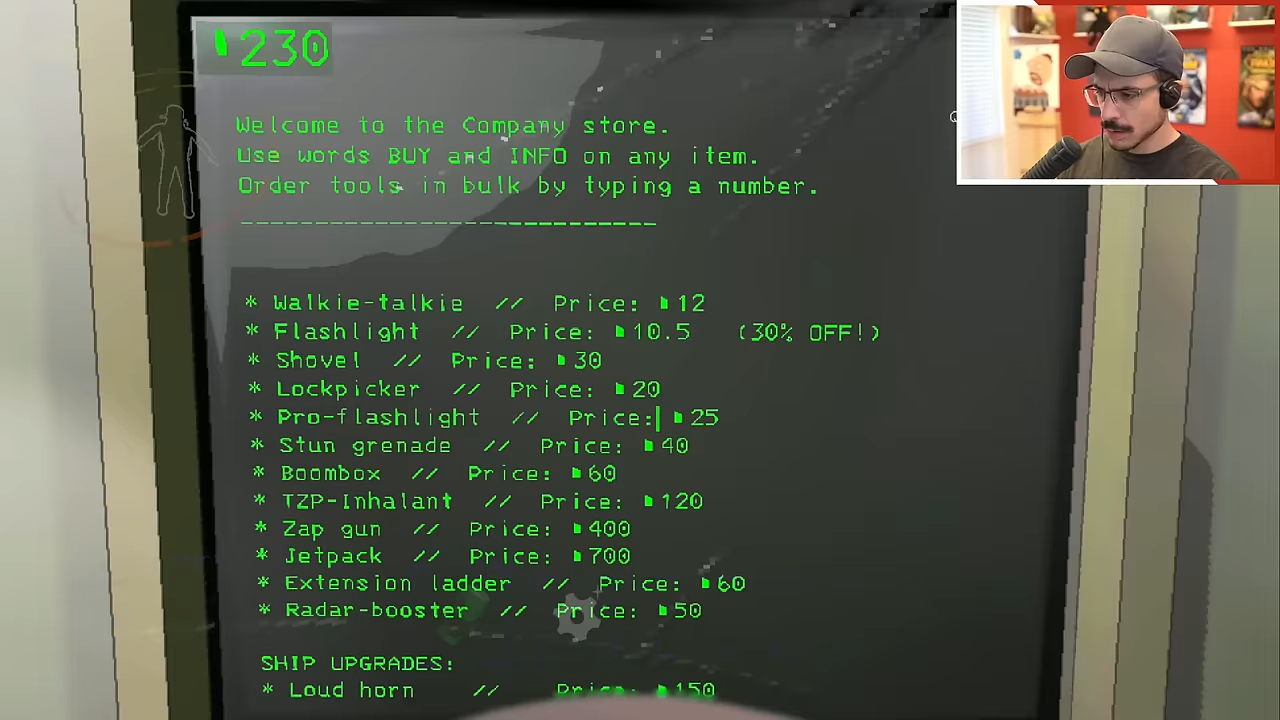 ▮230
Welcome to the Company store.
Use words BUY and INFO on any item.
Order tools in bulk by typing a number.
----------------------------
* Walkie-talkie // Price: ▮12
* Flashlight // Price: ▮10.5 (30% OFF!)
* Shovel // Price: ▮30
* Lockpicker // Price: ▮20
* Pro-flashlight // Price: ▮25
* Stun grenade // Price: ▮40
* Boombox // Price: ▮60
* TZP-Inhalant // Price: ▮120
* Zap gun // Price: ▮400
* Jetpack // Price: ▮700
* Extension ladder // Price: ▮60
* Radar-booster // Price: ▮50
SHIP UPGRADES:
* Loud horn // Price: ▮150